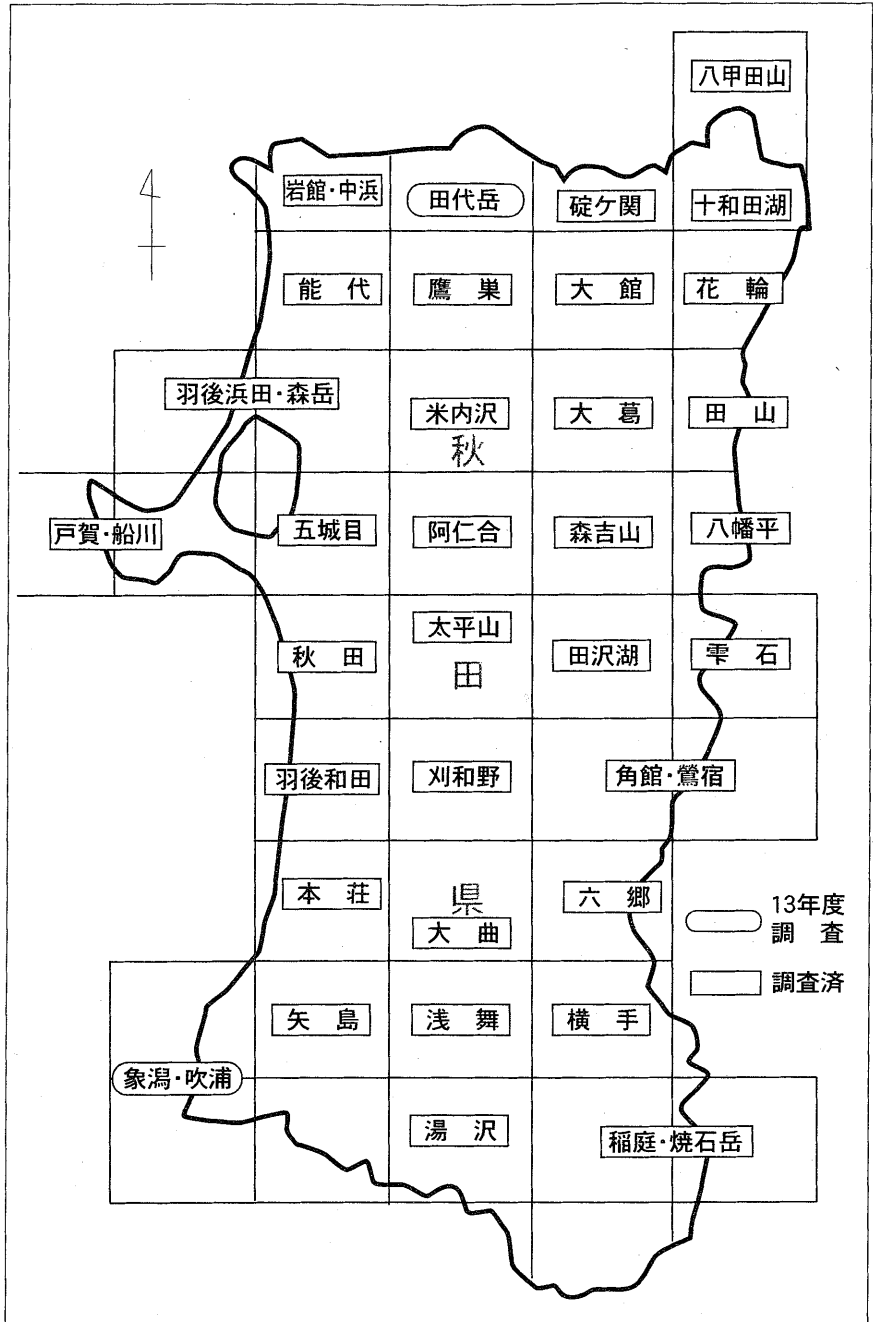 八甲田山
岩館・中浜
田代岳
碇ケ関
十和田湖
能代
鷹巣
大館
花輪
羽後浜田・森岳
米内沢
大葛
田山
秋
戸賀・船川
五城目
阿仁合
森吉山
八幡平
秋田
太平山
田沢湖
雫石
田
羽後和田
刈和野
角館・鶯宿
本荘
県
大曲
六郷
13年度
調査
調査済
矢島
浅舞
横手
象潟・吹浦
湯沢
稲庭・焼石岳